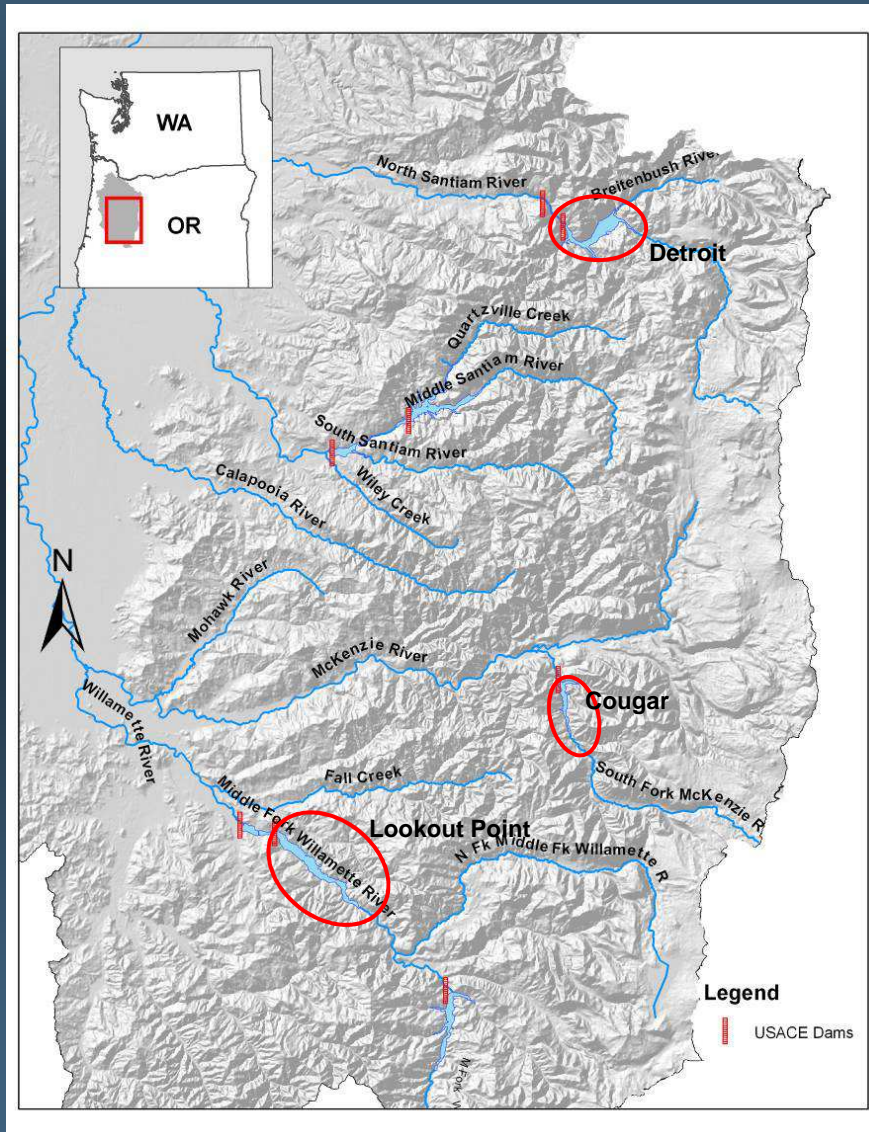 WA
OR
North Santiam River
Breitenbush River
Detroit
Quartzville Creek
Middle Santiam River
South Santiam River
Wiley Creek
Calapooia River
N
Mohawk River
McKenzie River
Willamette River
Cougar
South Fork McKenzie R
Fall Creek
Middle Fork Willamette River
Lookout Point
N Fk Middle Fk Willamette R
M Fork W
Legend
USACE Dams